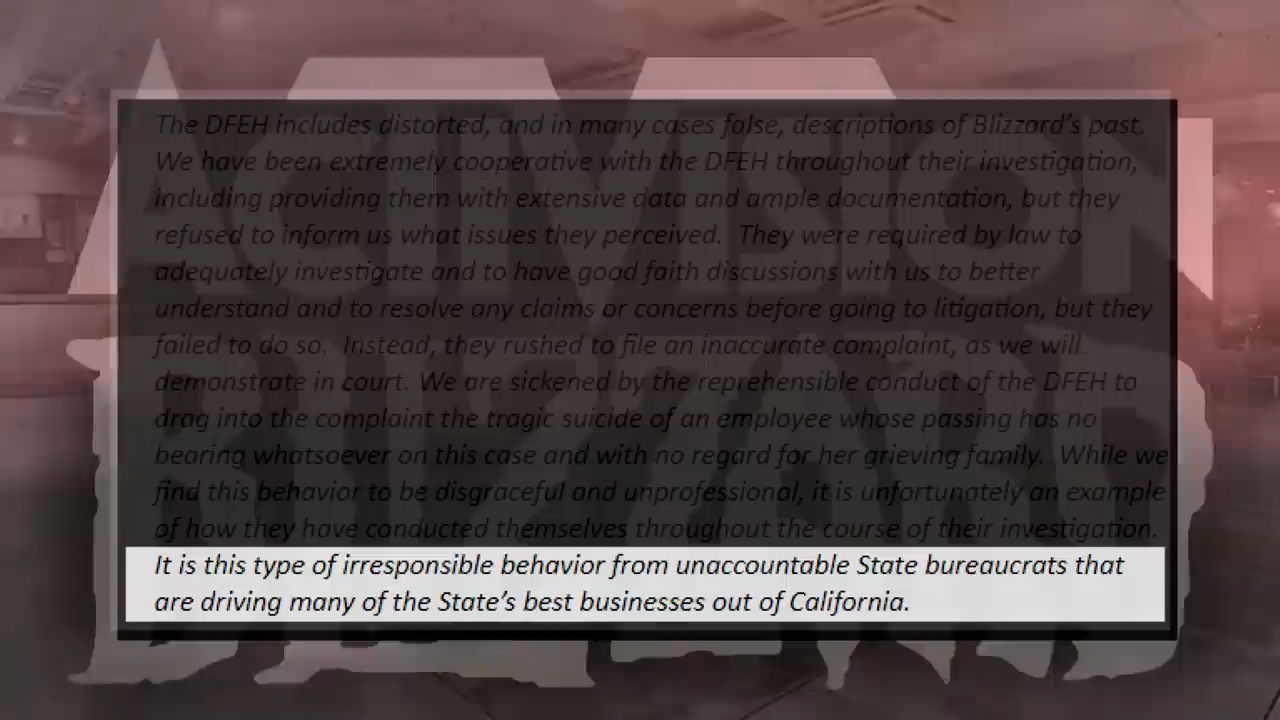 ACTIVISION
BLIZZARD
The DFEH includes distorted, and in many cases false, descriptions of Blizzard's past.
We have been extremely cooperative with the DFEH throughout their investigation,
including providing them with extensive data and ample documentation, but they
refused to inform us what issues they perceived.  They were required by law to
adequately investigate and to have good faith discussions with us to better
understand and to resolve any claims or concerns before going to litigation, but they
failed to do so.  Instead, they rushed to file an inaccurate complaint, as we will
demonstrate in court. We are sickened by the reprehensible conduct of the DFEH to
drag into the complaint the tragic suicide of an employee whose passing has no
bearing whatsoever on this case and with no regard for her grieving family.  While we
find this behavior to be disgraceful and unprofessional, it is unfortunately an example
of how they have conducted themselves throughout the course of their investigation.
It is this type of irresponsible behavior from unaccountable State bureaucrats that
are driving many of the State's best businesses out of California.